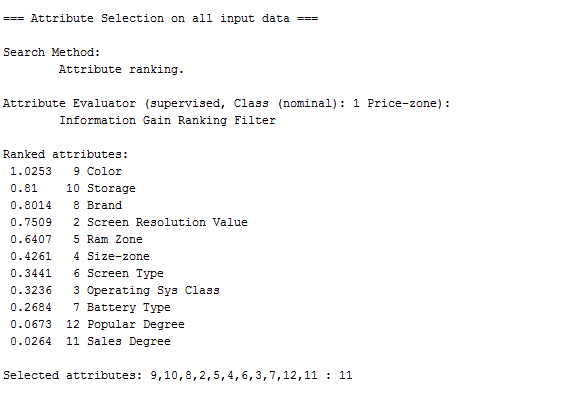 === Attribute Selection on all input data ===
Search Method:
Attribute ranking.
Attribute Evaluator (supervised, Class (nominal): 1 Price-zone):
Information Gain Ranking Filter
Ranked attributes:
1.0253 9 Color
0.81 10 Storage
0.8014 8 Brand
0.7509 2 Screen Resolution Value
0.6407 5 Ram Zone
0.4261 4 Size-zone
0.3441 6 Screen Type
0.3236 3 Operating Sys Class
0.2684 7 Battery Type
0.0673 12 Popular Degree
0.0264 11 Sales Degree
Selected attributes: 9,10,8,2,5,4,6,3,7,12,11 : 11